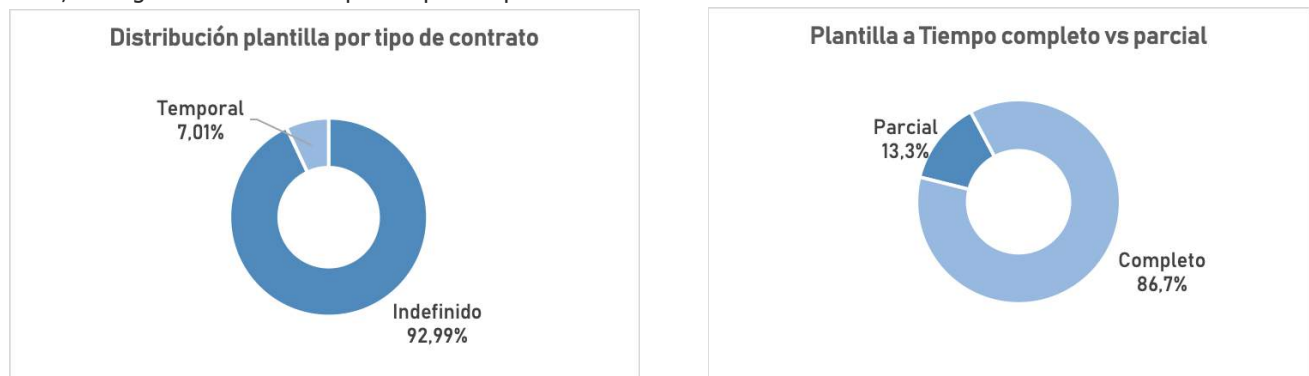 Distribución plantilla por tipo de contrato
Temporal
7,01%
Indefinido
92,99%
Plantilla a Tiempo completo vs parcial
Parcial
13,3%
Completo
86,7%